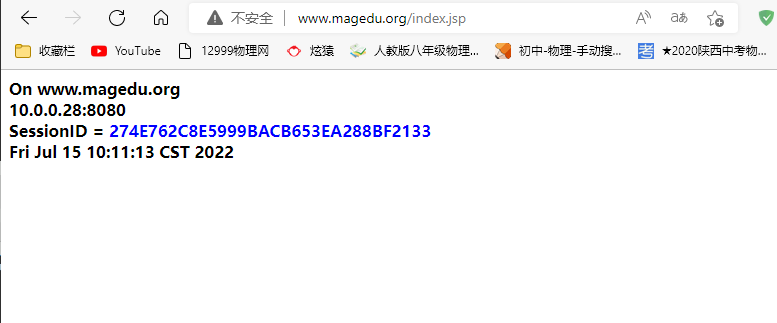 不安全 www.magedu.org/index.jsp
收藏栏 YouTube 12999物理网 炫猿 人教版八年级物理... 初中-物理-手动搜... 考 ★2020陕西中考物...
On www.magedu.org
10.0.0.28:8080
SessionID = 274E762C8E5999BACB653EA288BF2133
Fri Jul 15 10:11:13 CST 2022